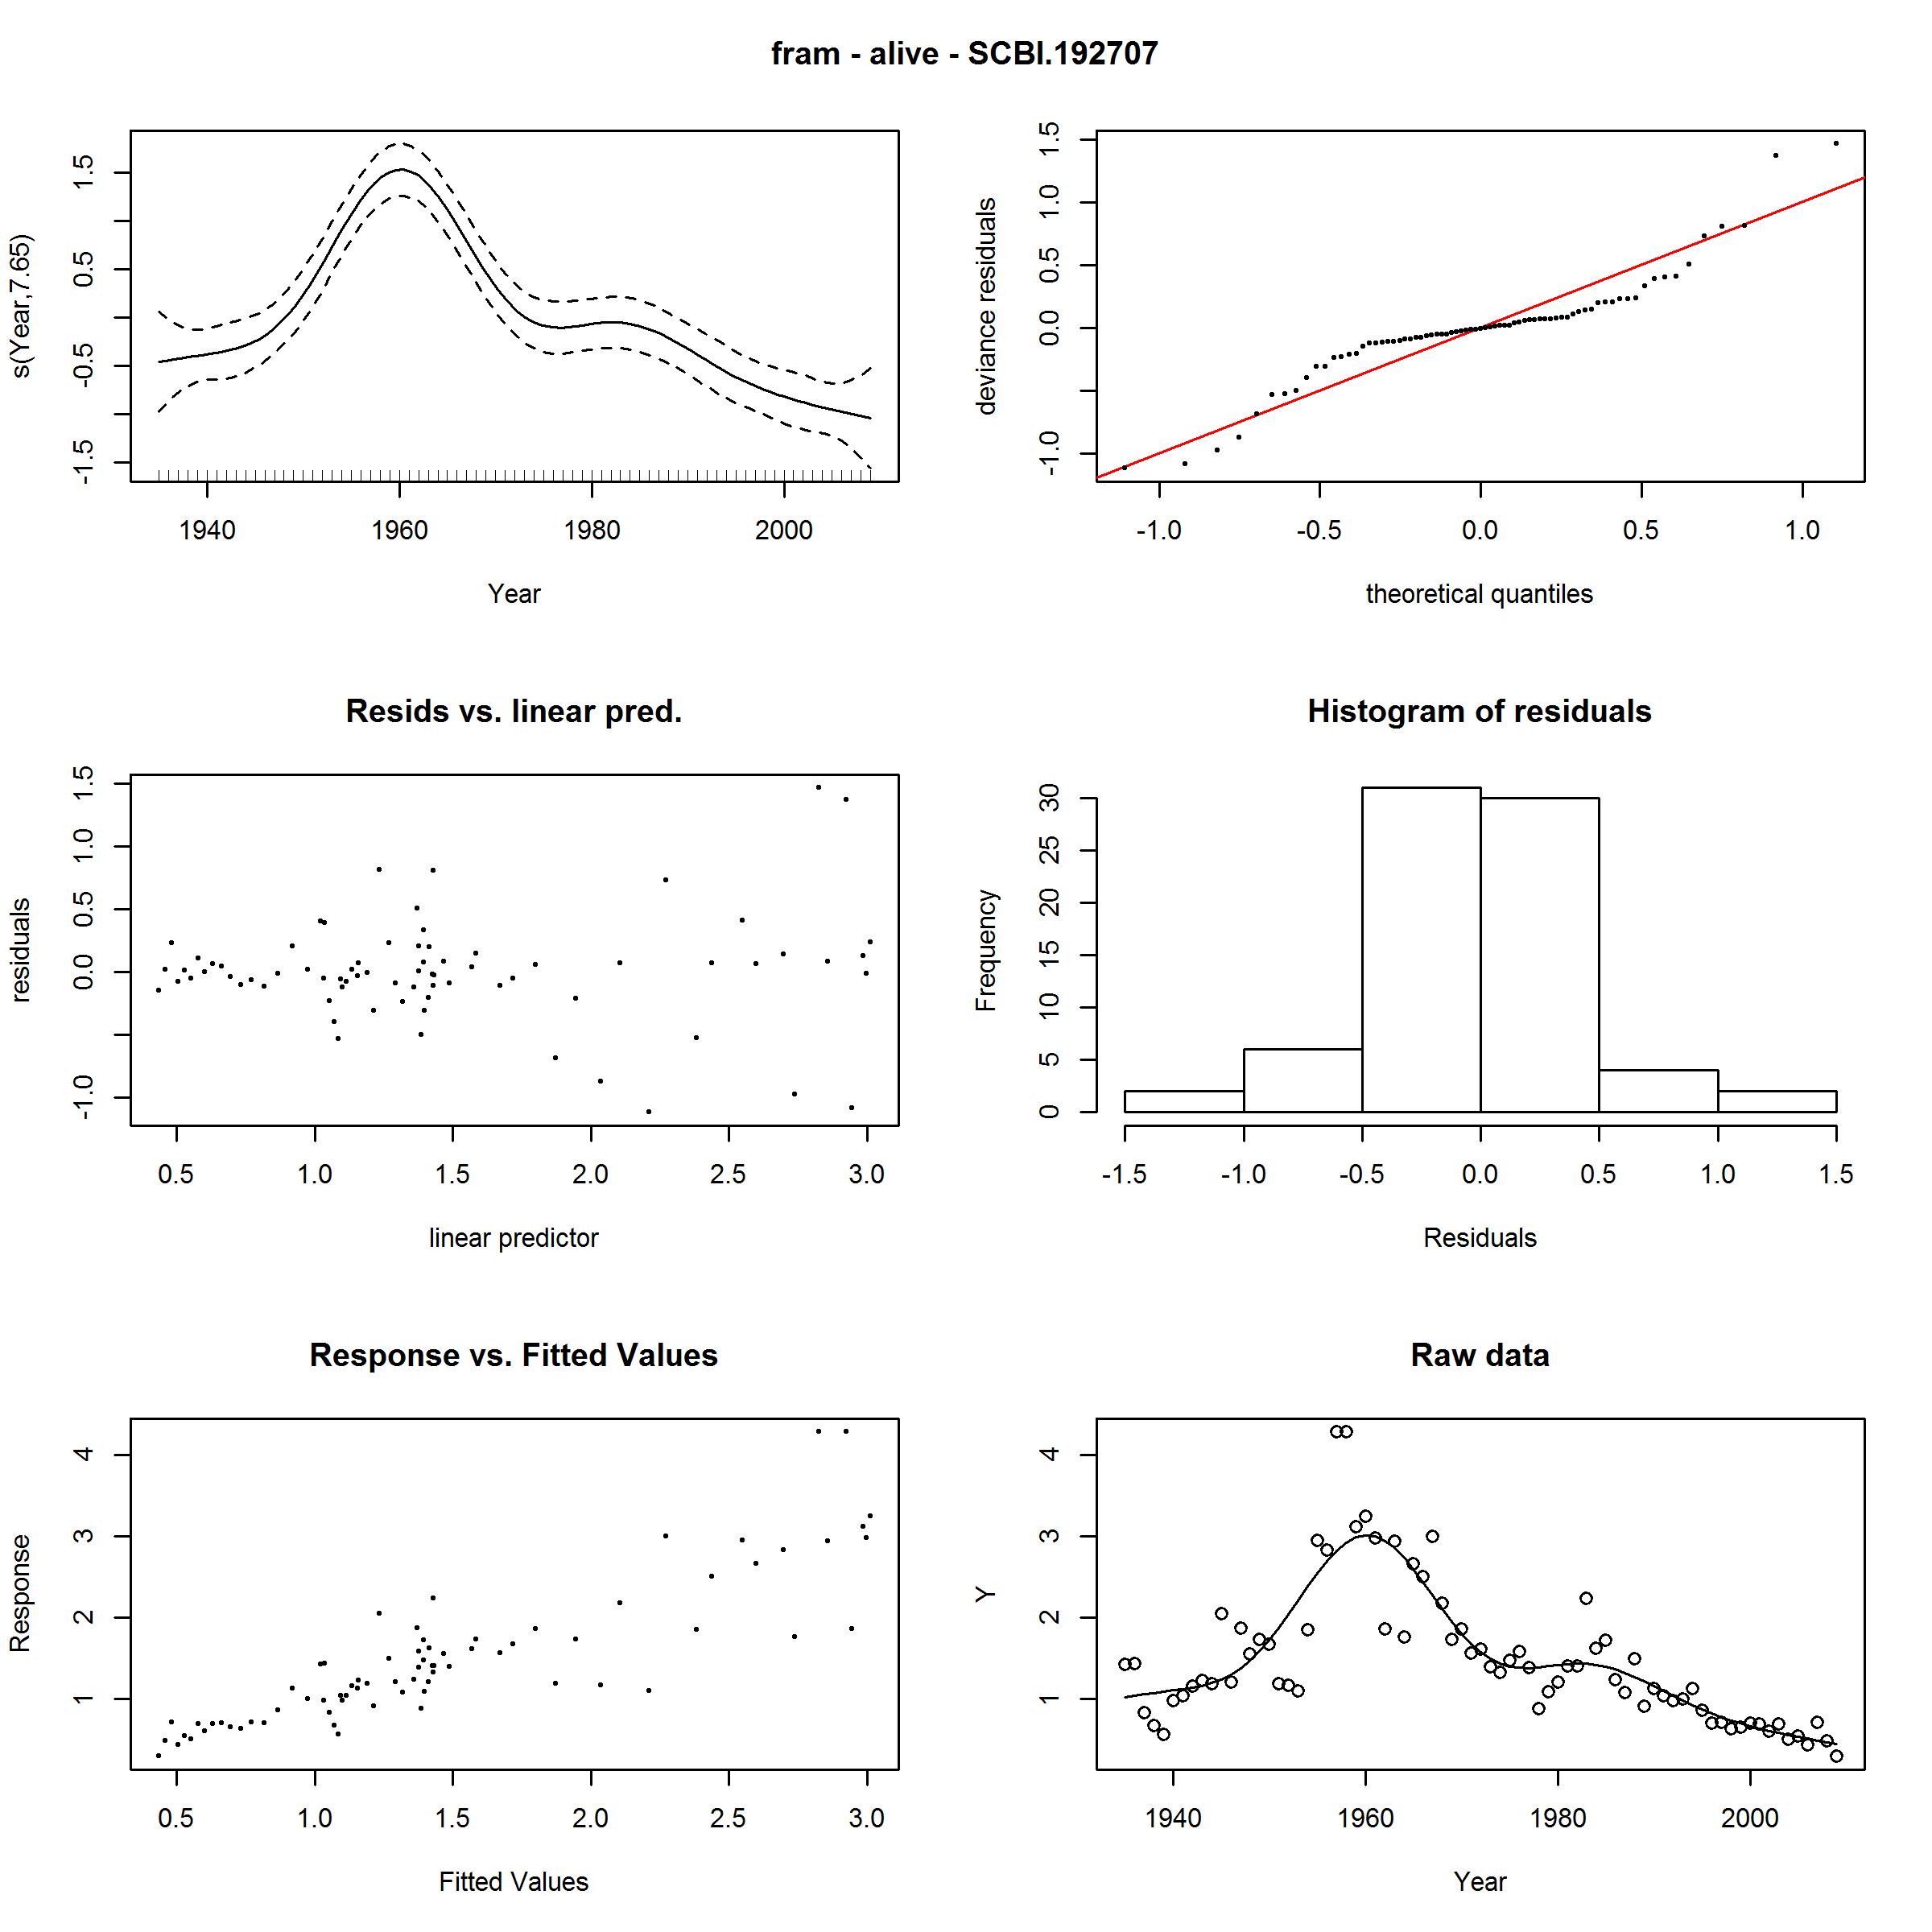 fram - alive - SCBI.192707
s(Year,7.65)
-1.5 -0.5 0.5 1.5
1940 1960 1980 2000
Year
deviance residuals
-1.0 0.0 0.5 1.0 1.5
-1.0 -0.5 0.0 0.5 1.0
theoretical quantiles
Resids vs. linear pred.
residuals
-1.0 0.0 0.5 1.0 1.5
0.5 1.0 1.5 2.0 2.5 3.0
linear predictor
Histogram of residuals
Frequency
0 5 10 15 20 25 30
-1.5 -1.0 -0.5 0.0 0.5 1.0 1.5
Residuals
Response vs. Fitted Values
Response
1 2 3 4
0.5 1.0 1.5 2.0 2.5 3.0
Fitted Values
Raw data
Y
1 2 3 4
1940 1960 1980 2000
Year